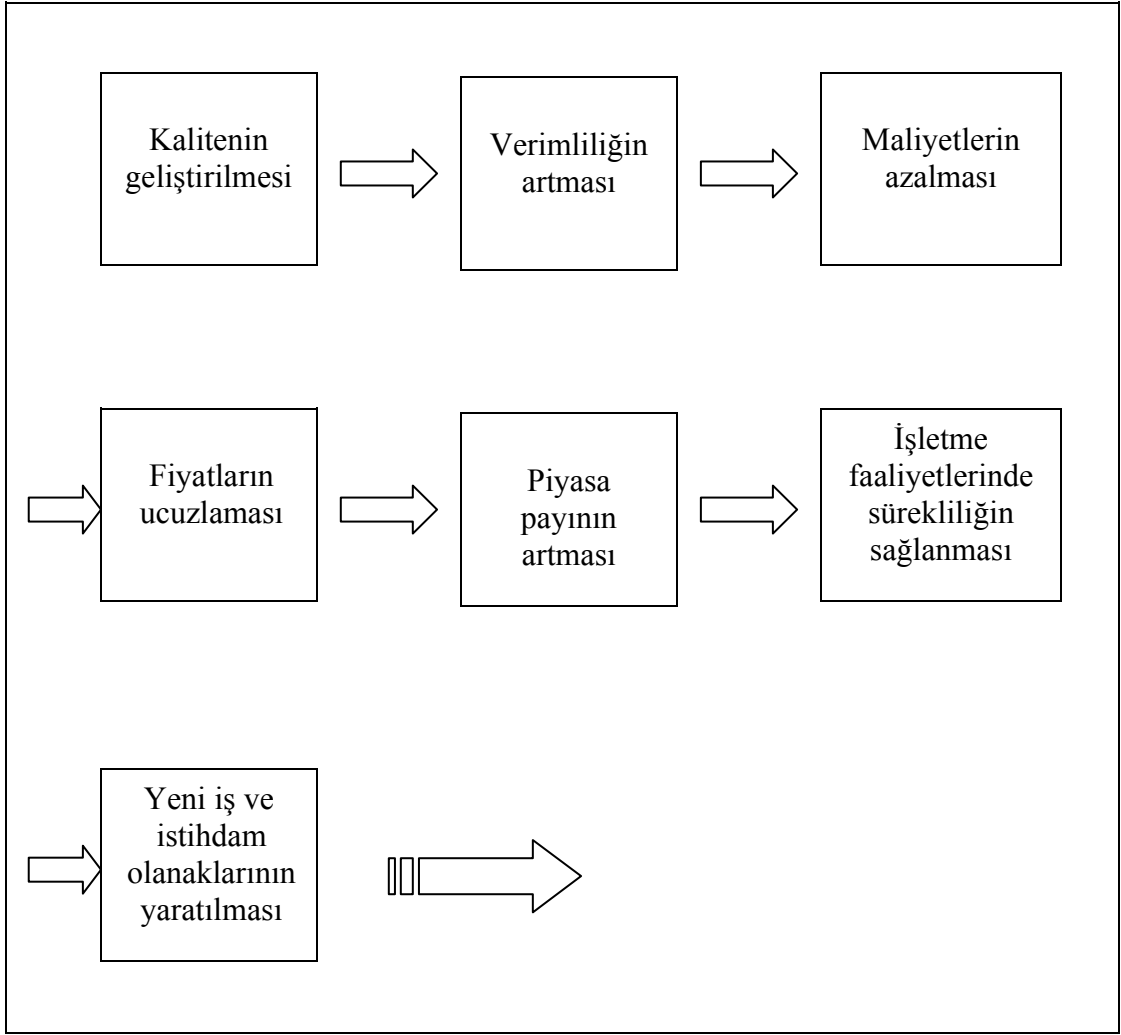 Kalitenin
geliştirilmesi
Verimliliğin
artması
Maliyetlerin
azalması
Fiyatların
ucuzlaması
Piyasa
payının
artması
İşletme
faaliyetlerinde
sürekliliğin
sağlanması
Yeni iş ve
istihdam
olanaklarının
yaratılması